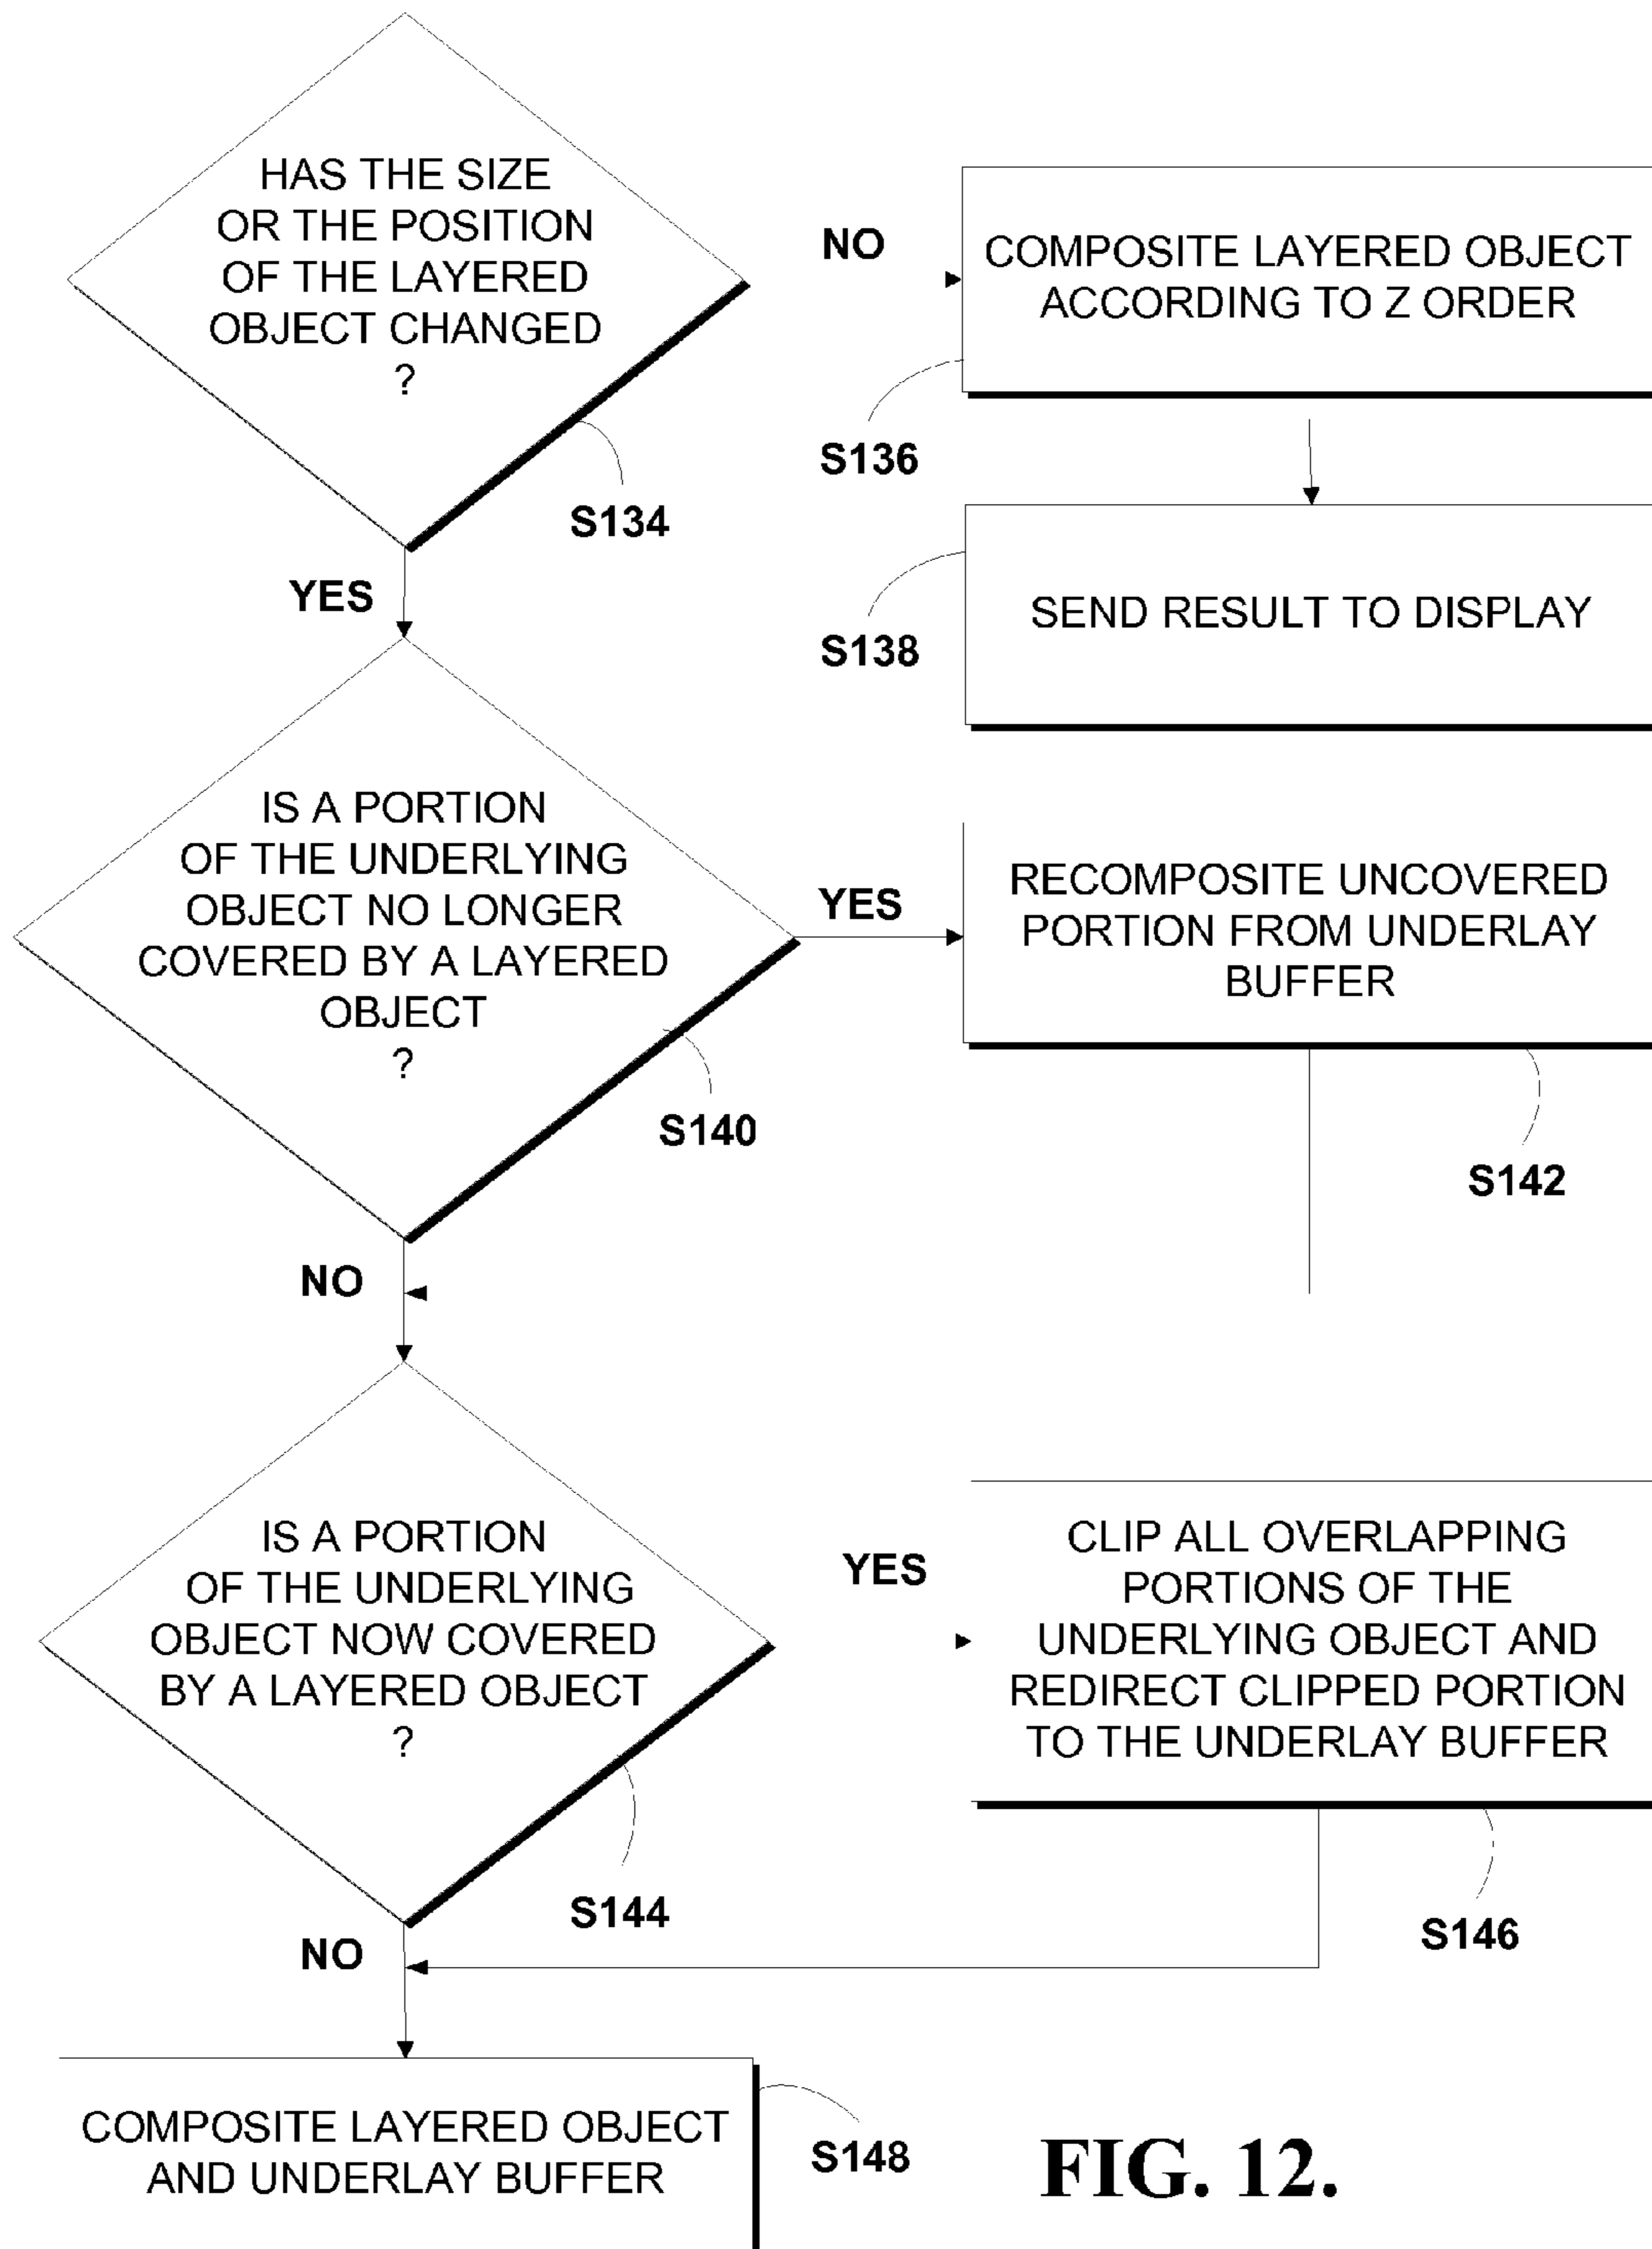 HAS THE SIZE
OR THE POSITION
OF THE LAYERED
OBJECT CHANGED
?
S134
NO
COMPOSITE LAYERED OBJECT
ACCORDING TO Z ORDER
S136
SEND RESULT TO DISPLAY
S138
YES
IS A PORTION
OF THE UNDERLYING
OBJECT NO LONGER
COVERED BY A LAYERED
OBJECT
?
S140
YES
RECOMPOSITE UNCOVERED
PORTION FROM UNDERLAY
BUFFER
S142
NO
IS A PORTION
OF THE UNDERLYING
OBJECT NOW COVERED
BY A LAYERED OBJECT
?
S144
YES
CLIP ALL OVERLAPPING
PORTIONS OF THE
UNDERLYING OBJECT AND
REDIRECT CLIPPED PORTION
TO THE UNDERLAY BUFFER
S146
NO
COMPOSITE LAYERED OBJECT
AND UNDERLAY BUFFER
S148
FIG. 12.